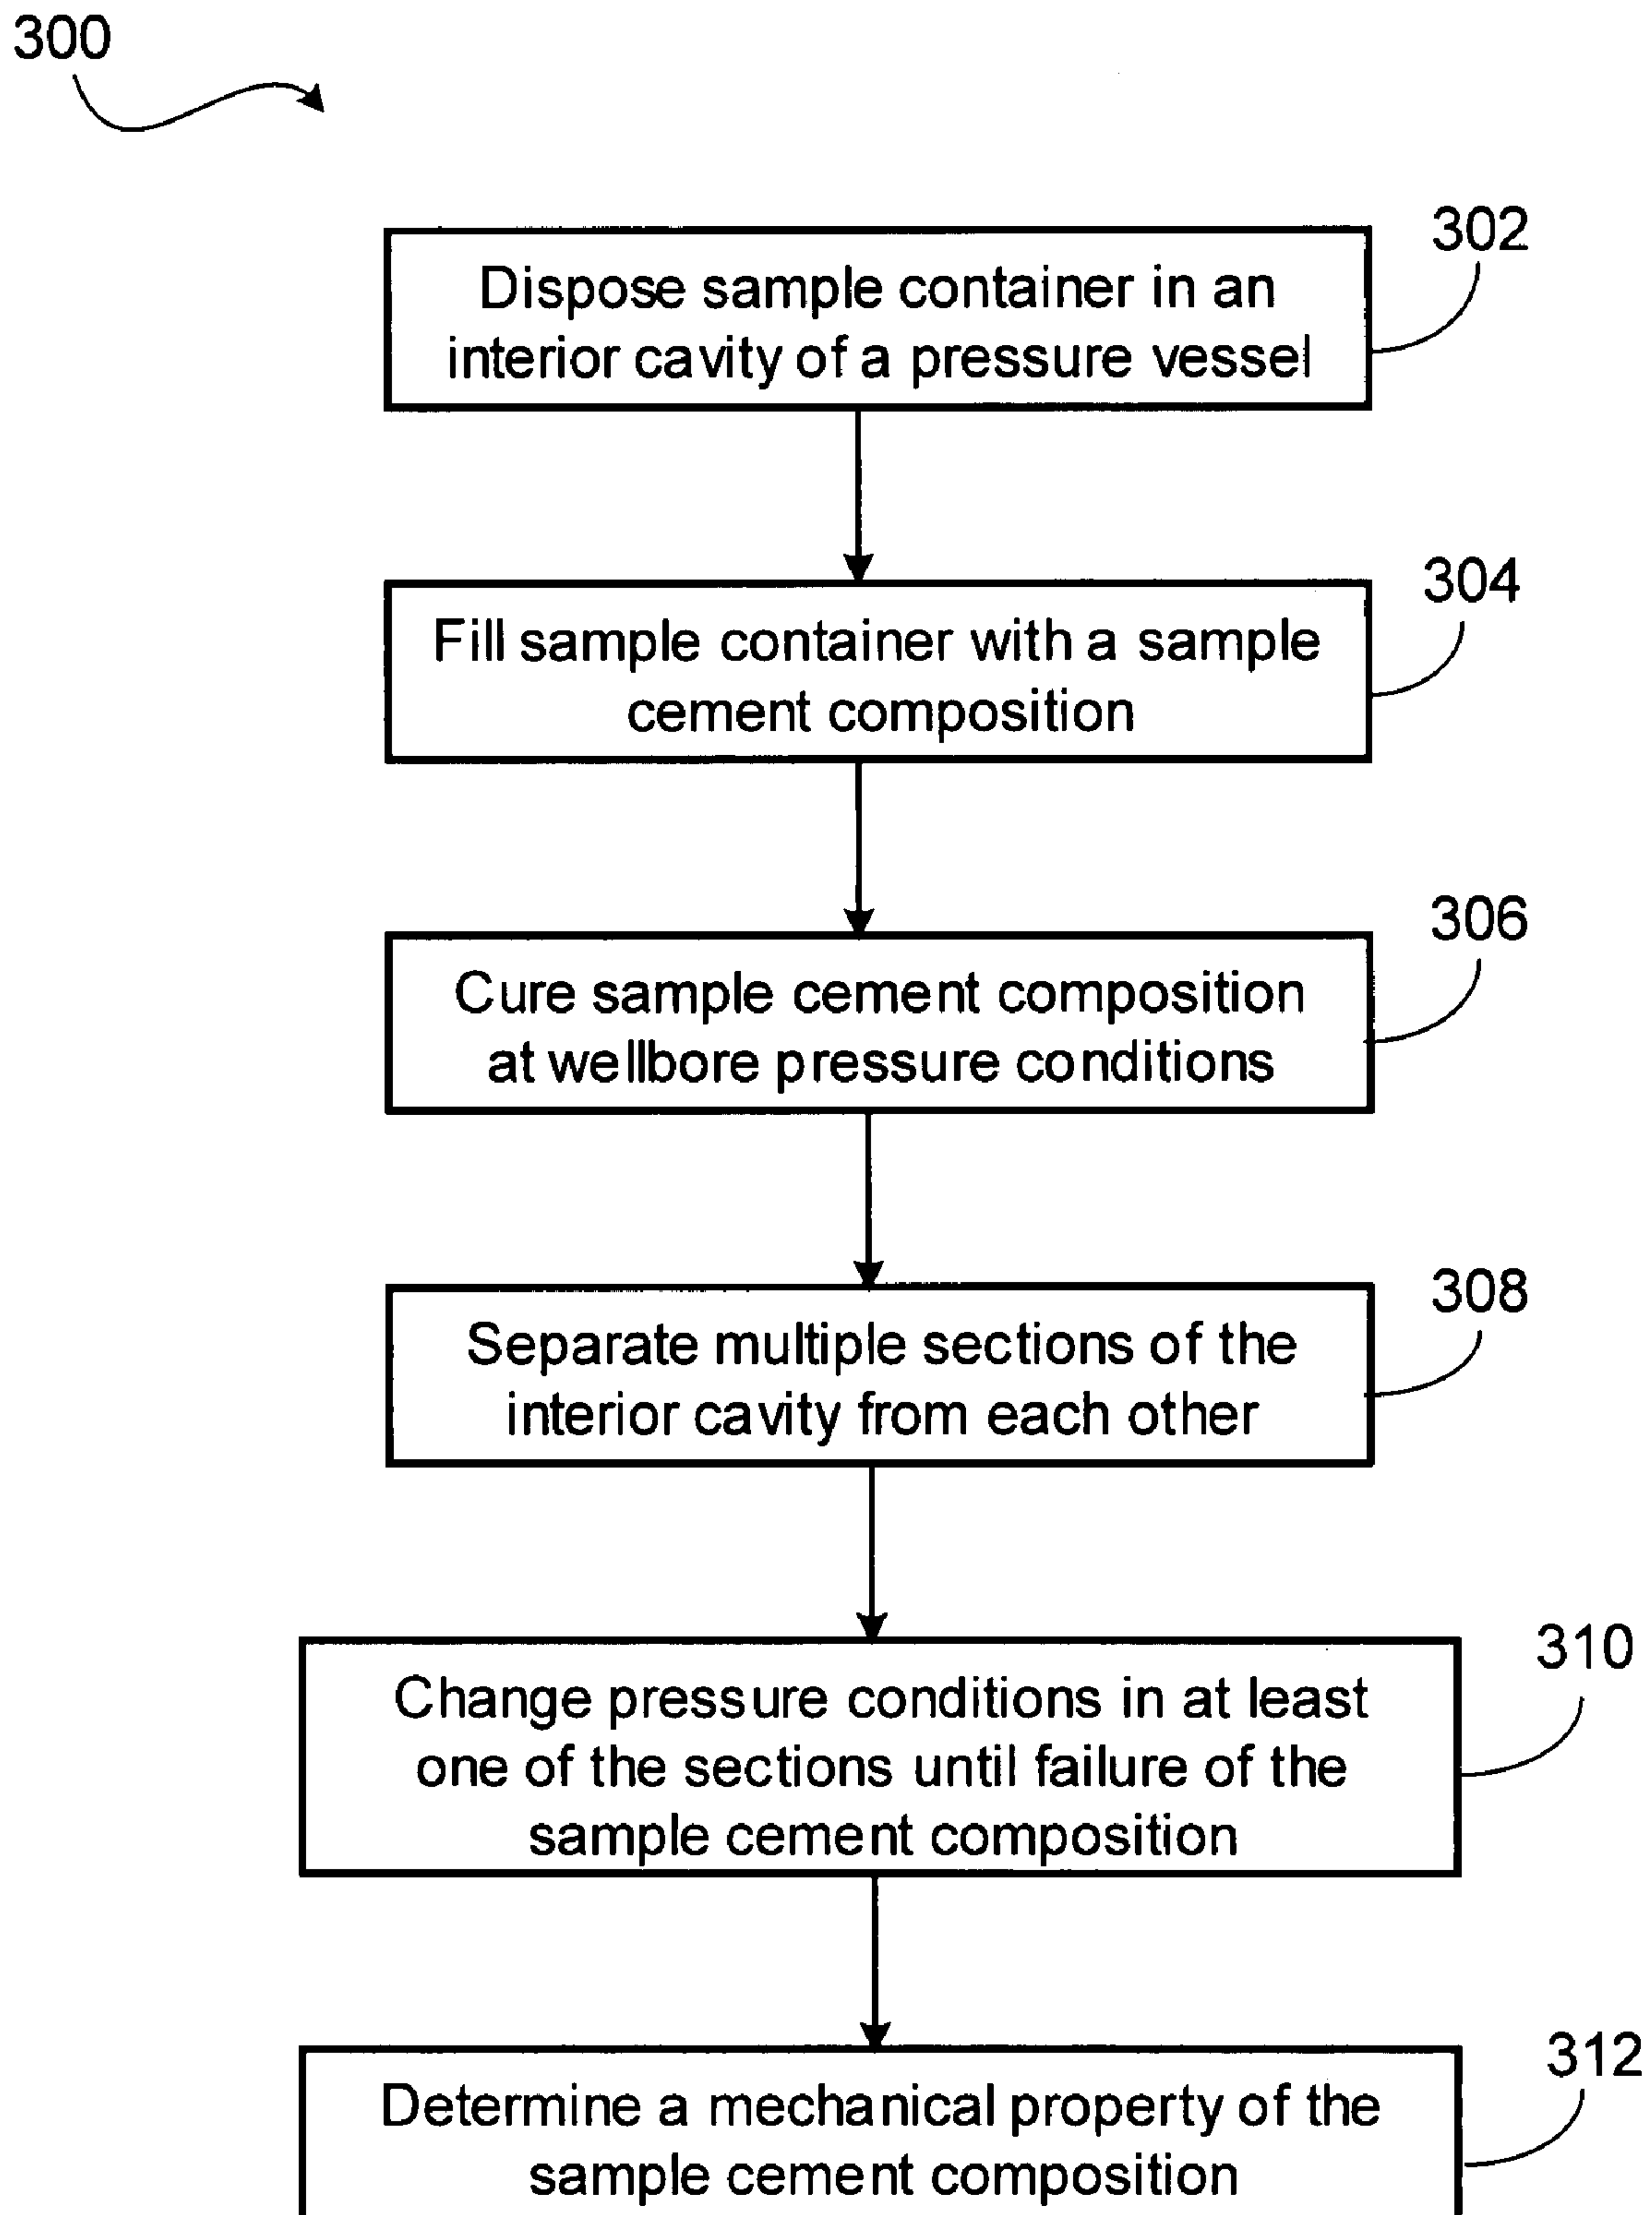 300
302
Dispose sample container in an
interior cavity of a pressure vessel
304
Fill sample container with a sample
cement composition
306
Cure sample cement composition
at wellbore pressure conditions
308
Separate multiple sections of the
interior cavity from each other
310
Change pressure conditions in at least
one of the sections until failure of the
sample cement composition
312
Determine a mechanical property of the
sample cement composition